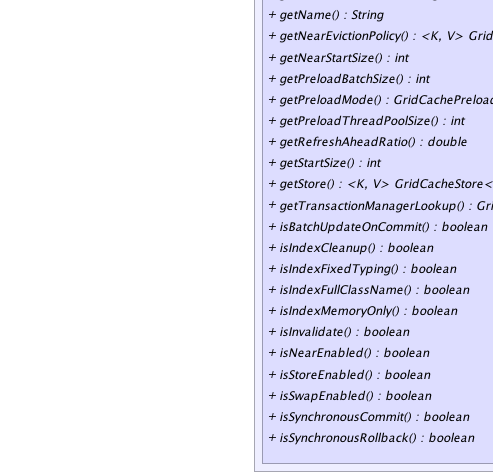 + getName() : String
+ getNearEvictionPolicy() : <K, V> Grid
+ getNearStartSize() : int
+ getPreloadBatchSize() : int
+ getPreloadMode() : GridCachePreload
+ getPreloadThreadPoolSize() : int
+ getRefreshAheadRatio() : double
+ getStartSize() : int
+ getStore() : <K, V> GridCacheStore<
+ getTransactionManagerLookup() : Gri
+ isBatchUpdateOnCommit() : boolean
+ isIndexCleanup() : boolean
+ isIndexFixedTyping() : boolean
+ isIndexFullClassName() : boolean
+ isIndexMemoryOnly() : boolean
+ isInvalidate() : boolean
+ isNearEnabled() : boolean
+ isStoreEnabled() : boolean
+ isSwapEnabled() : boolean
+ isSynchronousCommit() : boolean
+ isSynchronousRollback() : boolean